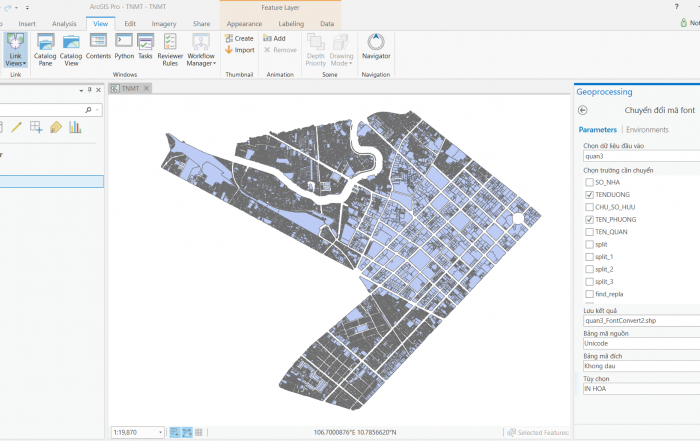 ArcGIS Pro - TNMT - TNMT
Feature Layer
?
Insert Analysis View Edit Imagery Share Appearance Labeling Data
Not
Link Views
Catalog Pane
Catalog View
Contents
Python
Tasks
Reviewer Rules
Workflow Manager
Create
Import
Add
Remove
Depth Priority
Drawing Mode
Navigator
Link
Windows
Thumbnail
Animation
Scene
Navigation
TNMT
Geoprocessing
Chuyển đổi mã font
Parameters Environments
Chọn dữ liệu đầu vào
quan3
Chọn trường cần chuyển
SO_NHA
TENDUONG
CHU_SO_HUU
TEN_PHUONG
TEN_QUAN
split
split_1
split_2
split_3
find_repla
Lưu kết quả
quan3_FontConvert2.shp
Bảng mã nguồn
Unicode
Bảng mã đích
Khong dau
Tùy chọn
IN HOA
1:19,870
106.7000876°E 10.7856620°N
Selected Features: